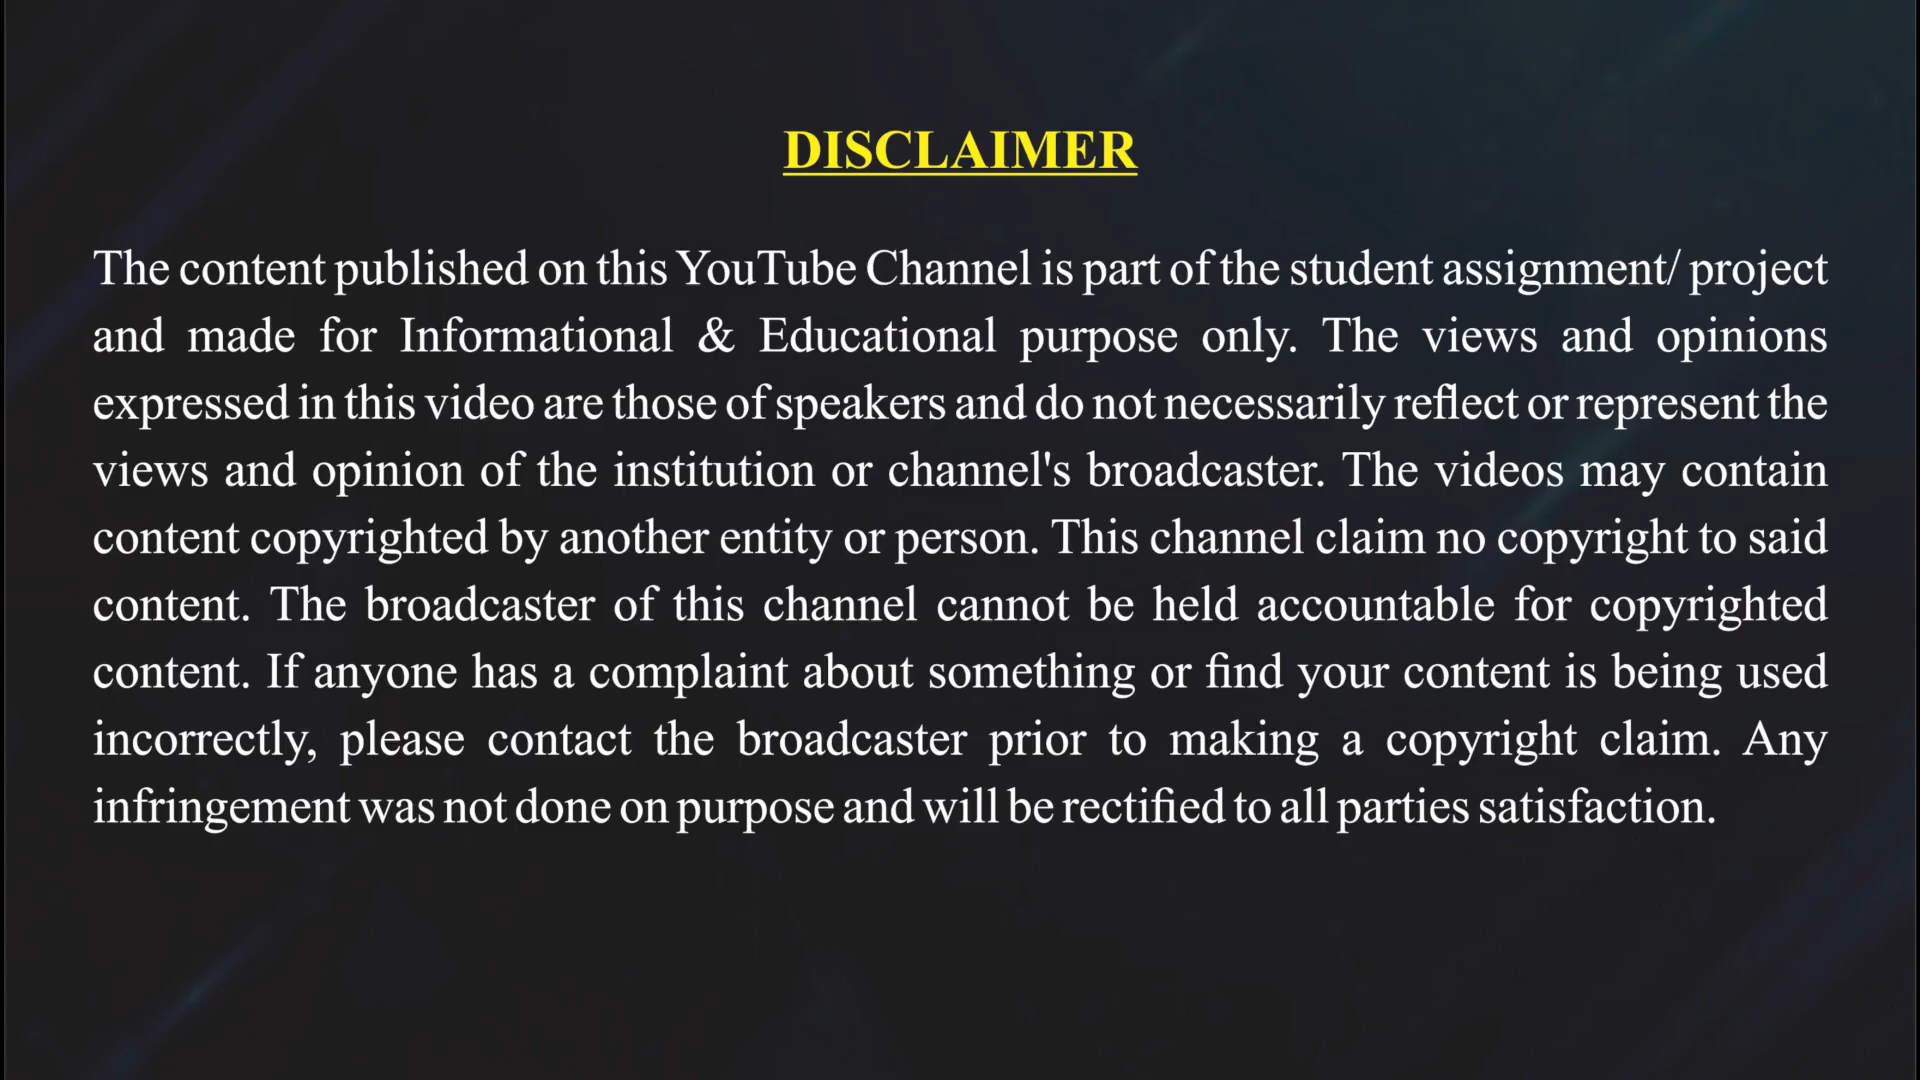 DISCLAIMER
The content published on this YouTube Channel is part of the student assignment/ project
and made for Informational & Educational purpose only. The views and opinions
expressed in this video are those of speakers and do not necessarily reflect or represent the
views and opinion of the institution or channel's broadcaster. The videos may contain
content copyrighted by another entity or person. This channel claim no copyright to said
content. The broadcaster of this channel cannot be held accountable for copyrighted
content. If anyone has a complaint about something or find your content is being used
incorrectly, please contact the broadcaster prior to making a copyright claim. Any
infringement was not done on purpose and will be rectified to all parties satisfaction.